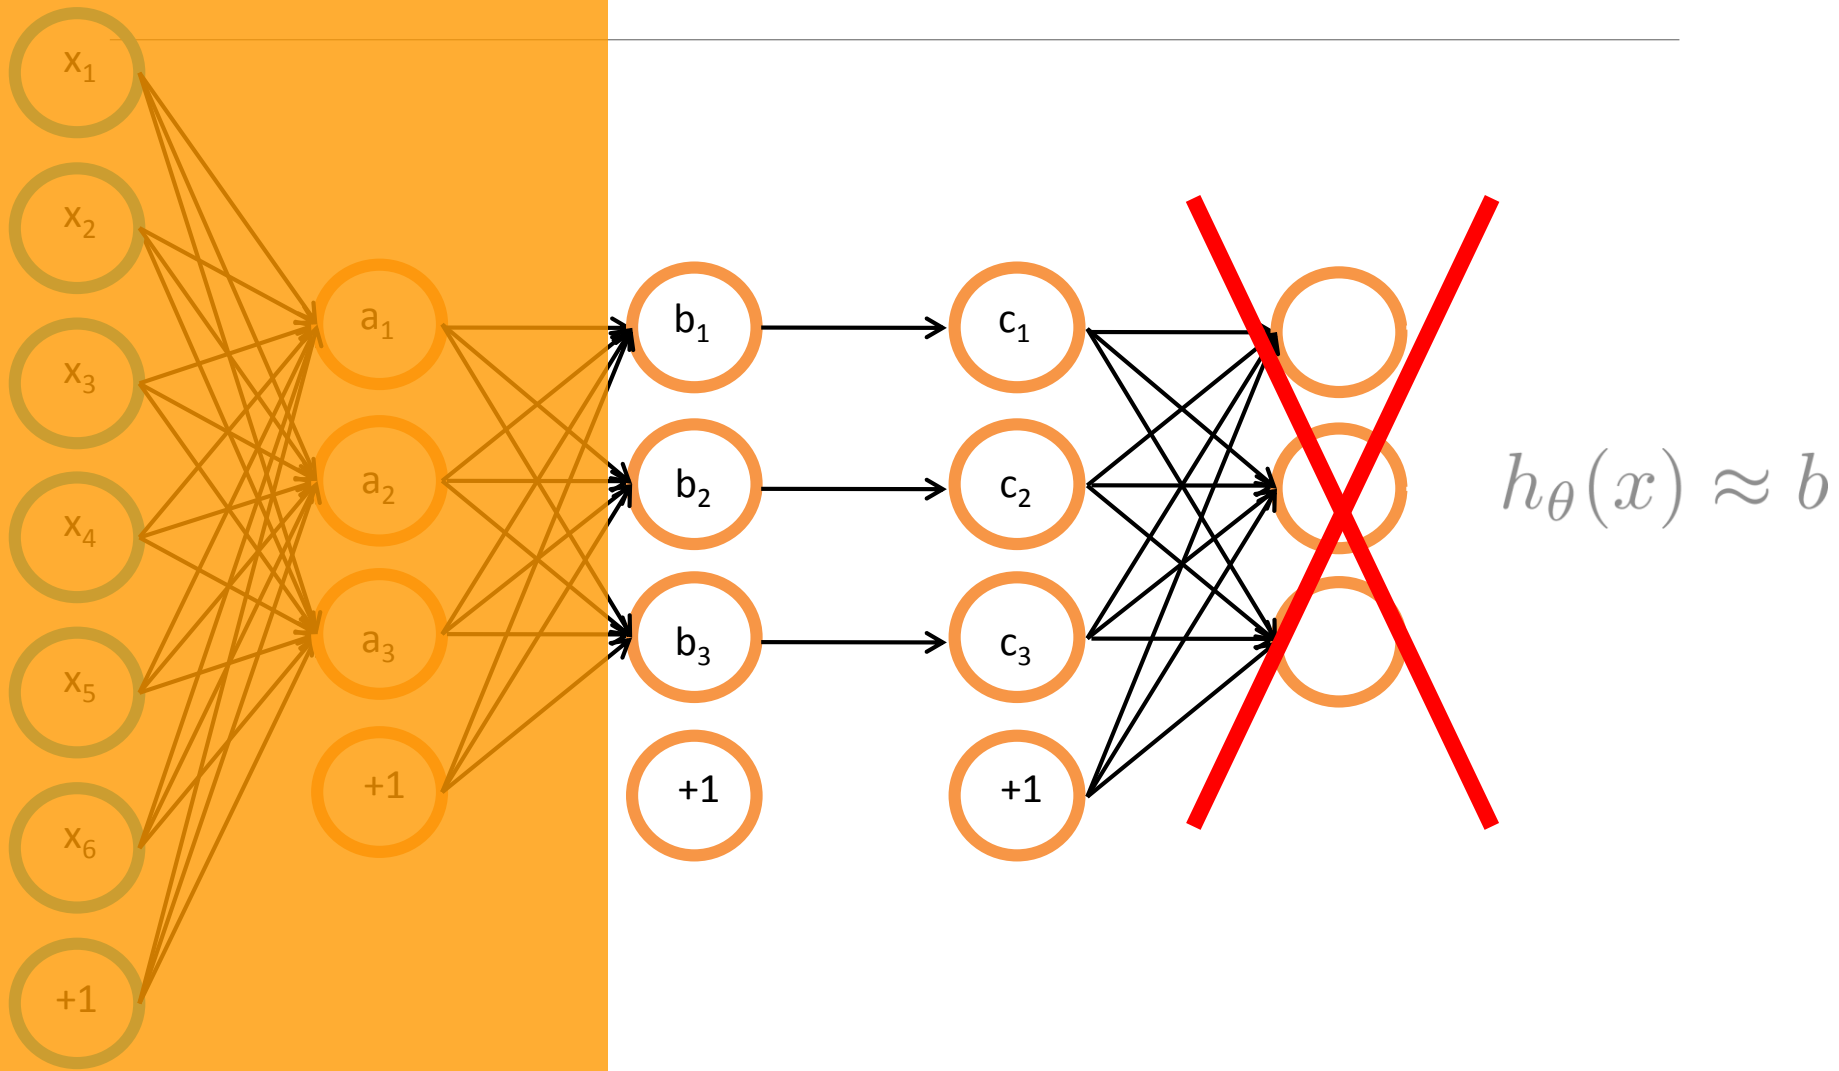 x1
x2
x3
x4
x5
x6
+1
a1
a2
a3
+1
b1
b2
b3
+1
c1
c2
c3
+1
hθ(x) ≈ b